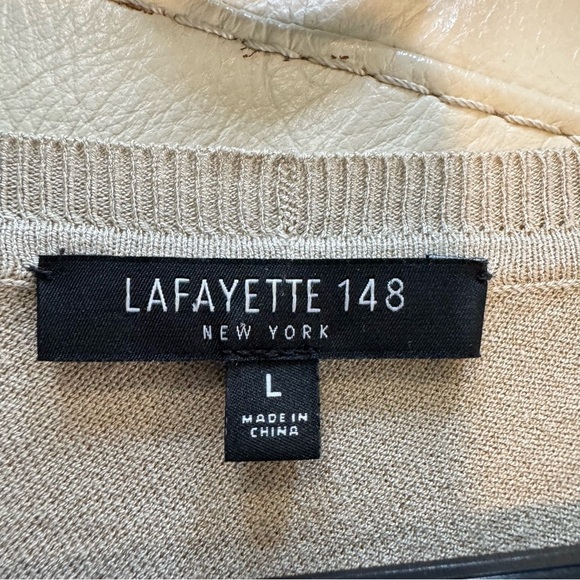 LAFAYETTE 148
NEW YORK
L
MADE IN
CHINA